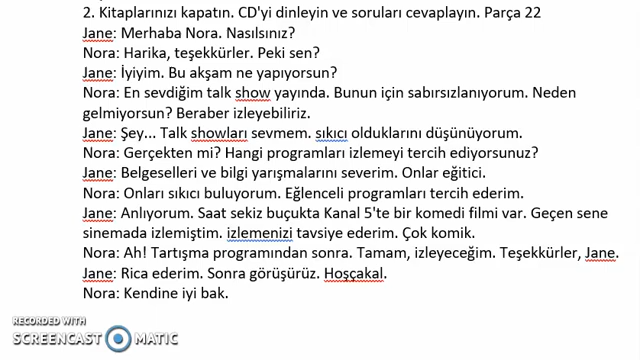 2. Kitaplarınızı kapatın. CD'yi dinleyin ve soruları cevaplayın. Parça 22
Jane: Merhaba Nora. Nasılsınız?
Nora: Harika, teşekkürler. Peki sen?
Jane: İyiyim. Bu akşam ne yapıyorsun?
Nora: En sevdiğim talk show yayında. Bunun için sabırsızlanıyorum. Neden
gelmiyorsun? Beraber izleyebiliriz.
Jane: Şey... Talk showları sevmem. sıkıcı olduklarını düşünüyorum.
Nora: Gerçekten mi? Hangi programları izlemeyi tercih ediyorsunuz?
Jane: Belgeselleri ve bilgi yarışmalarını severim. Onlar eğitici.
Nora: Onları sıkıcı buluyorum. Eğlenceli programları tercih ederim.
Jane: Anlıyorum. Saat sekiz buçukta Kanal 5'te bir komedi filmi var. Geçen sene
sinemada izlemiştim. izlemenizi tavsiye ederim. Çok komik.
Nora: Ah! Tartışma programından sonra. Tamam, izleyeceğim. Teşekkürler, Jane.
Jane: Rica ederim. Sonra görüşürüz. Hoşçakal.
Nora: Kendine iyi bak.
RECORDED WITH
SCREENCAST MATIC